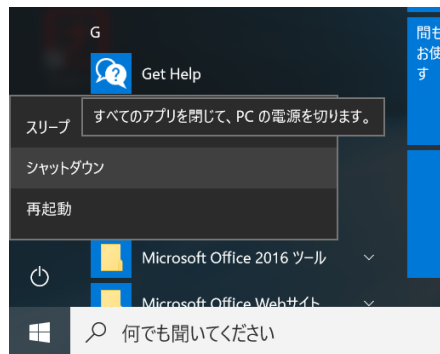 G
間も
お使
す
Get Help
すべてのアプリを閉じて、PC の電源を切ります。
スリープ
シャットダウン
再起動
Microsoft Office 2016 ツール
Microsoft Office Webサイト
何でも聞いてください